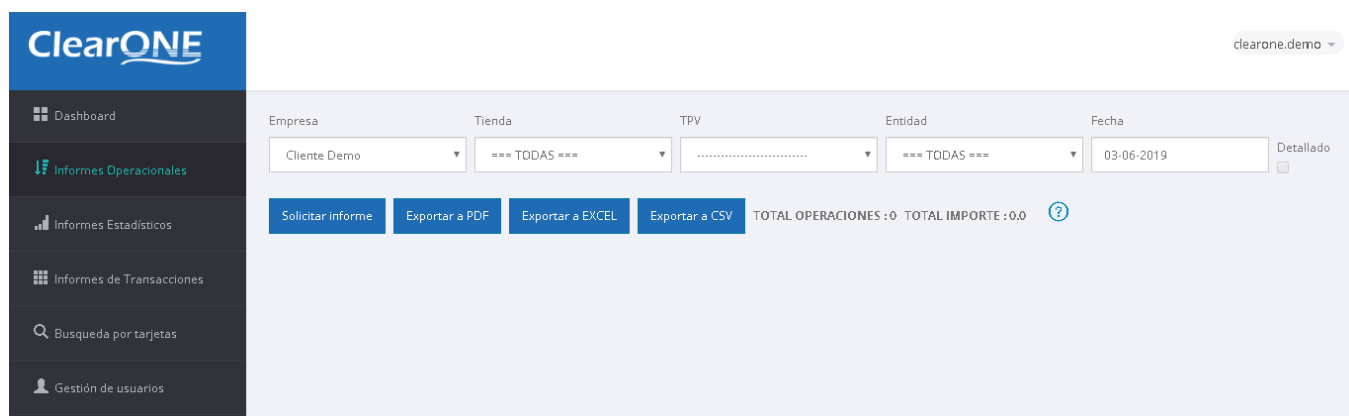 ClearONE
clearone.demo
Dashboard
Informes Operacionales
Informes Estadísticos
Informes de Transacciones
Busqueda por tarjetas
Gestión de usuarios
Empresa Tienda TPV Entidad Fecha
Cliente Demo === TODAS === --------------------------- === TODAS === 03-06-2019 Detallado
Solicitar informe Exportar a PDF Exportar a EXCEL Exportar a CSV TOTAL OPERACIONES : 0 TOTAL IMPORTE : 0.0 ?